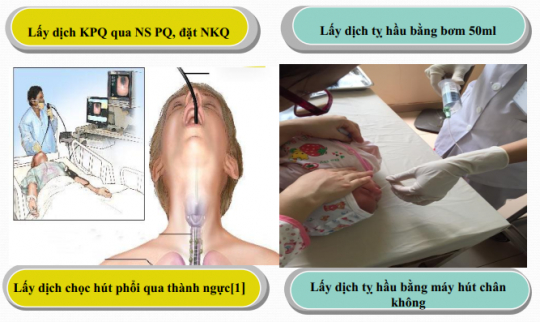 Lấy dịch KPQ qua NS PQ, đặt NKQ
Lấy dịch tỵ hầu bằng bơm 50ml
Lấy dịch chọc hút phổi qua thành ngực[1]
Lấy dịch tỵ hầu bằng máy hút chân
không